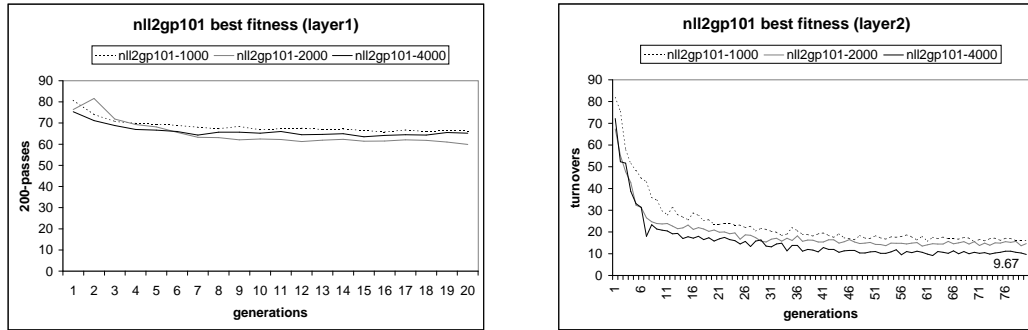 nll2gp101 best fitness (layer1)
nll2gp101-1000 nll2gp101-2000 nll2gp101-4000
90
80
70
60
50
40
30
20
10
0
200-passes
1 2 3 4 5 6 7 8 9 10 11 12 13 14 15 16 17 18 19 20
generations
nll2gp101 best fitness (layer2)
nll2gp101-1000 nll2gp101-2000 nll2gp101-4000
90
80
70
60
50
40
30
20
10
0
turnovers
9.67
1 6 11 16 21 26 31 36 41 46 51 56 61 66 71 76
generations